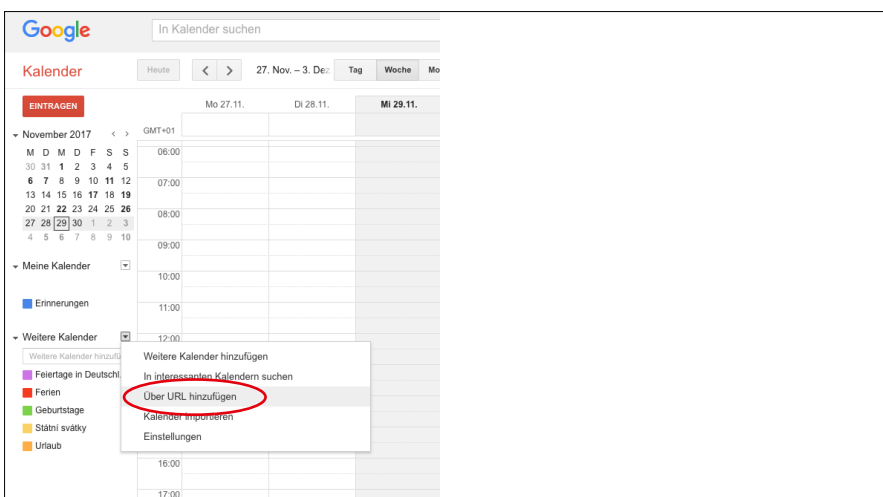 Google
In Kalender suchen
Kalender
Heute
< >
27. Nov. – 3. Dez
Tag
Woche
Mo
EINTRAGEN
Mo 27.11.
Di 28.11.
Mi 29.11.
November 2017 < >
GMT+01
M D M D F S S
30 31 1 2 3 4 5
6 7 8 9 10 11 12
13 14 15 16 17 18 19
20 21 22 23 24 25 26
27 28 29 30 1 2 3
4 5 6 7 8 9 10
06:00
07:00
08:00
09:00
10:00
11:00
12:00
Meine Kalender
Erinnerungen
Weitere Kalender
Weitere Kalender hinzufü
Feiertage in Deutschl
Ferien
Geburtstage
Státní svátky
Urlaub
Weitere Kalender hinzufügen
In interessanten Kalendern suchen
Über URL hinzufügen
Kalender importieren
Einstellungen
16:00
17:00